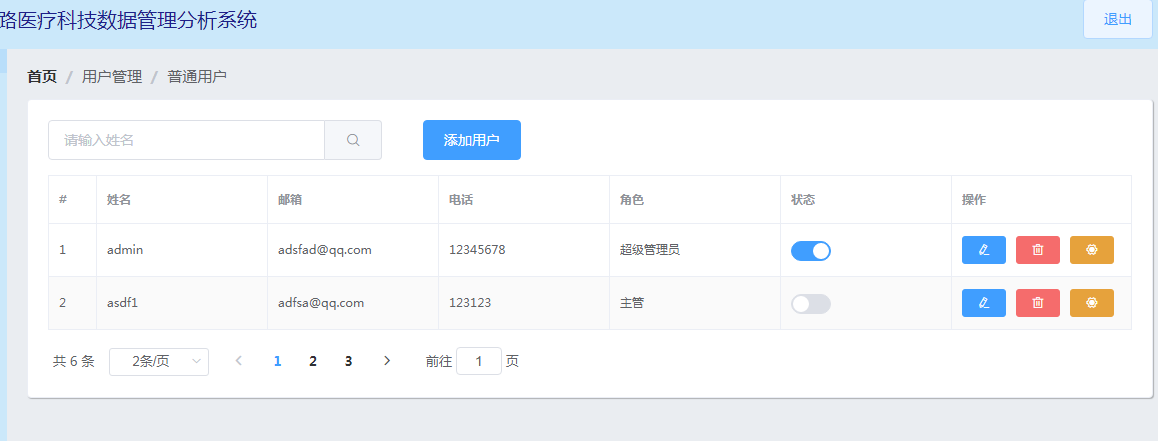 路医疗科技数据管理分析系统
退出
首页 / 用户管理 / 普通用户
请输入姓名
添加用户
# 姓名 邮箱 电话 角色 状态 操作
1 admin adsfad@qq.com 12345678 超级管理员
2 asdf1 adfsa@qq.com 123123 主管
共 6 条 2条/页 1 2 3 前往 1 页